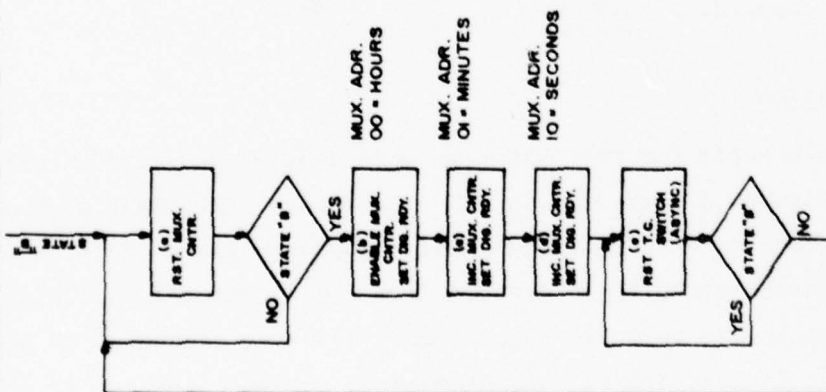 STATE "B"
(a)
RST. MUX.
CNTR.
STATE "B"
NO
YES
(b)
ENABLE MUX.
CNTR.
SET DIG. RDY.
MUX. ADR.
00 = HOURS
(c)
INC. MUX. CNTR.
SET DIG. RDY.
MUX. ADR.
01 = MINUTES
(d)
INC. MUX. CNTR.
SET DIG. RDY.
MUX. ADR.
10 = SECONDS
(e)
RST T.C.
SWITCH
(ASYNC)
STATE "B"
YES
NO